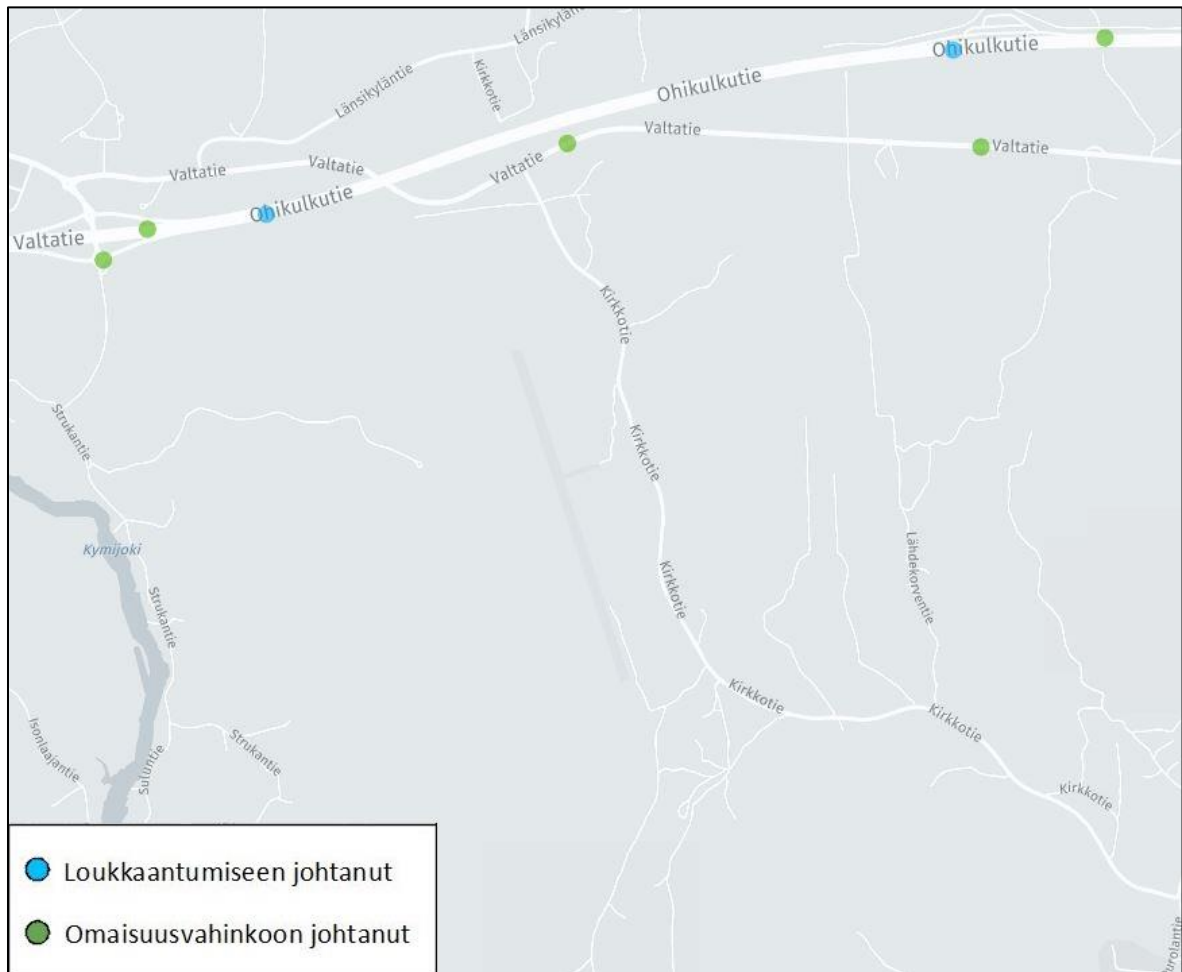 Länsikyläntie
Ohikulkutie
Kirkkotie
Länsikyläntie
Ohikulkutie
Valtatie
Valtatie
Valtatie
Valtatie
Valtatie
Ohikulkutie
Valtatie
Kirkkotie
Strukantie
Kirkkotie
Kymijoki
Lähdekorventie
Kirkkotie
Strukantie
Kirkkotie
Kirkkotie
Isonlaajantie
Strukantie
Suluntie
Kirkkotie
Loukkaantumiseen johtanut
Omaisuusvahinkoon johtanut